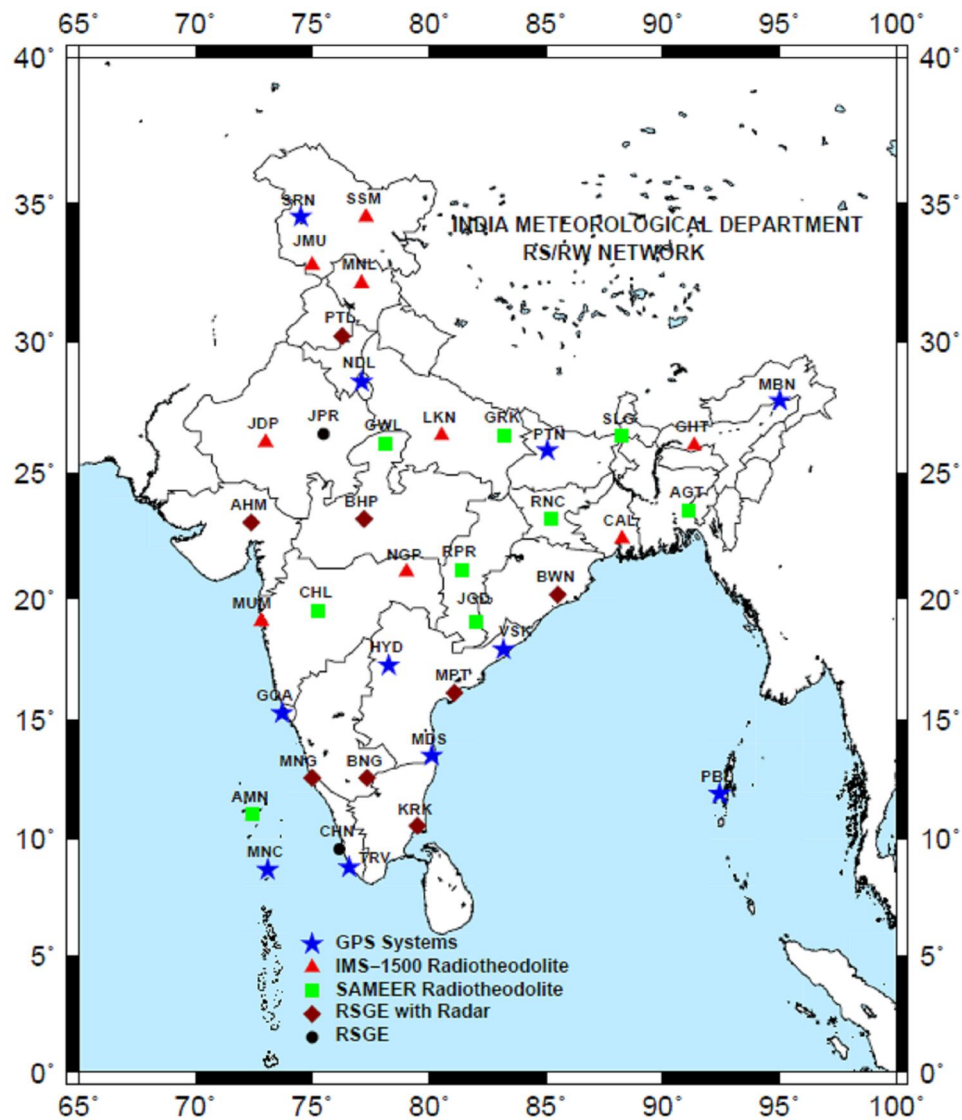 65° 70° 75° 80° 85° 90° 95° 100°
40° 40°
SRN SSM
35° 35°
INDIA METEOROLOGICAL DEPARTMENT
JMU RS/RW NETWORK
MNL
PTL
30° 30°
NDL
MBN
JDP JPR GWL LKN GRK PTN SLG GHT
25° 25°
AHM BHP RNC CAL AGT
NGP RPR BWN
MUM CHL JGD
20° 20°
HYD VSK
MPT
GOA
15° 15°
MDS
MNG BNG
PBL
AMN KRK
10° CHN 10°
MNC TRV
GPS Systems
5° IMS–1500 Radiotheodolite 5°
SAMEER Radiotheodolite
RSGE with Radar
RSGE
0° 0°
65° 70° 75° 80° 85° 90° 95° 100°